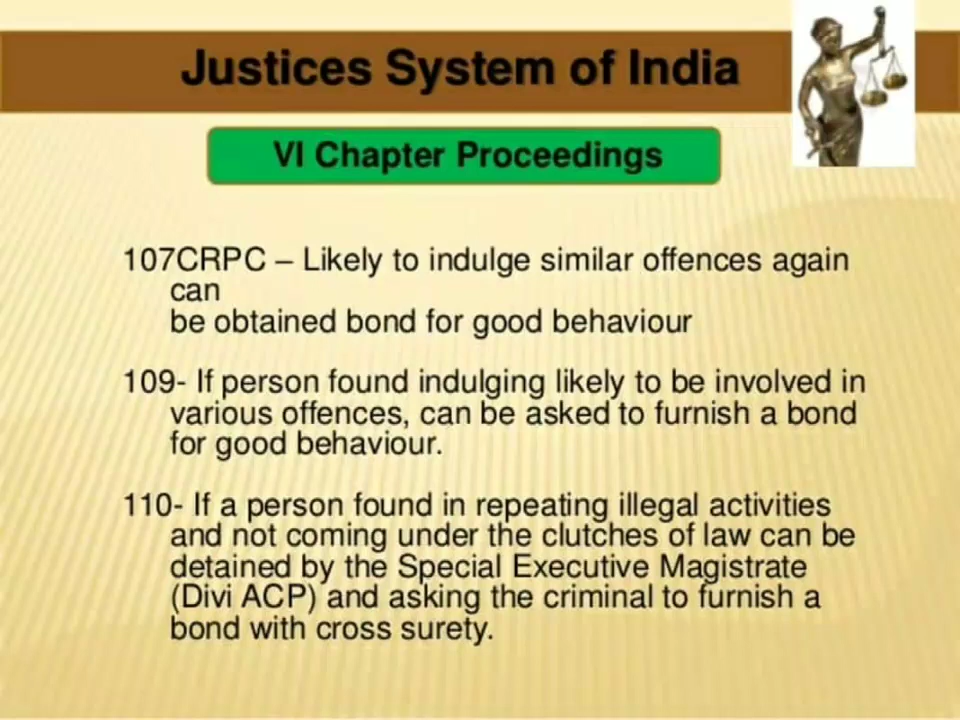 Justices System of India
VI Chapter Proceedings
107CRPC – Likely to indulge similar offences again
can
be obtained bond for good behaviour
109- If person found indulging likely to be involved in
various offences, can be asked to furnish a bond
for good behaviour.
110- If a person found in repeating illegal activities
and not coming under the clutches of law can be
detained by the Special Executive Magistrate
(Divi ACP) and asking the criminal to furnish a
bond with cross surety.